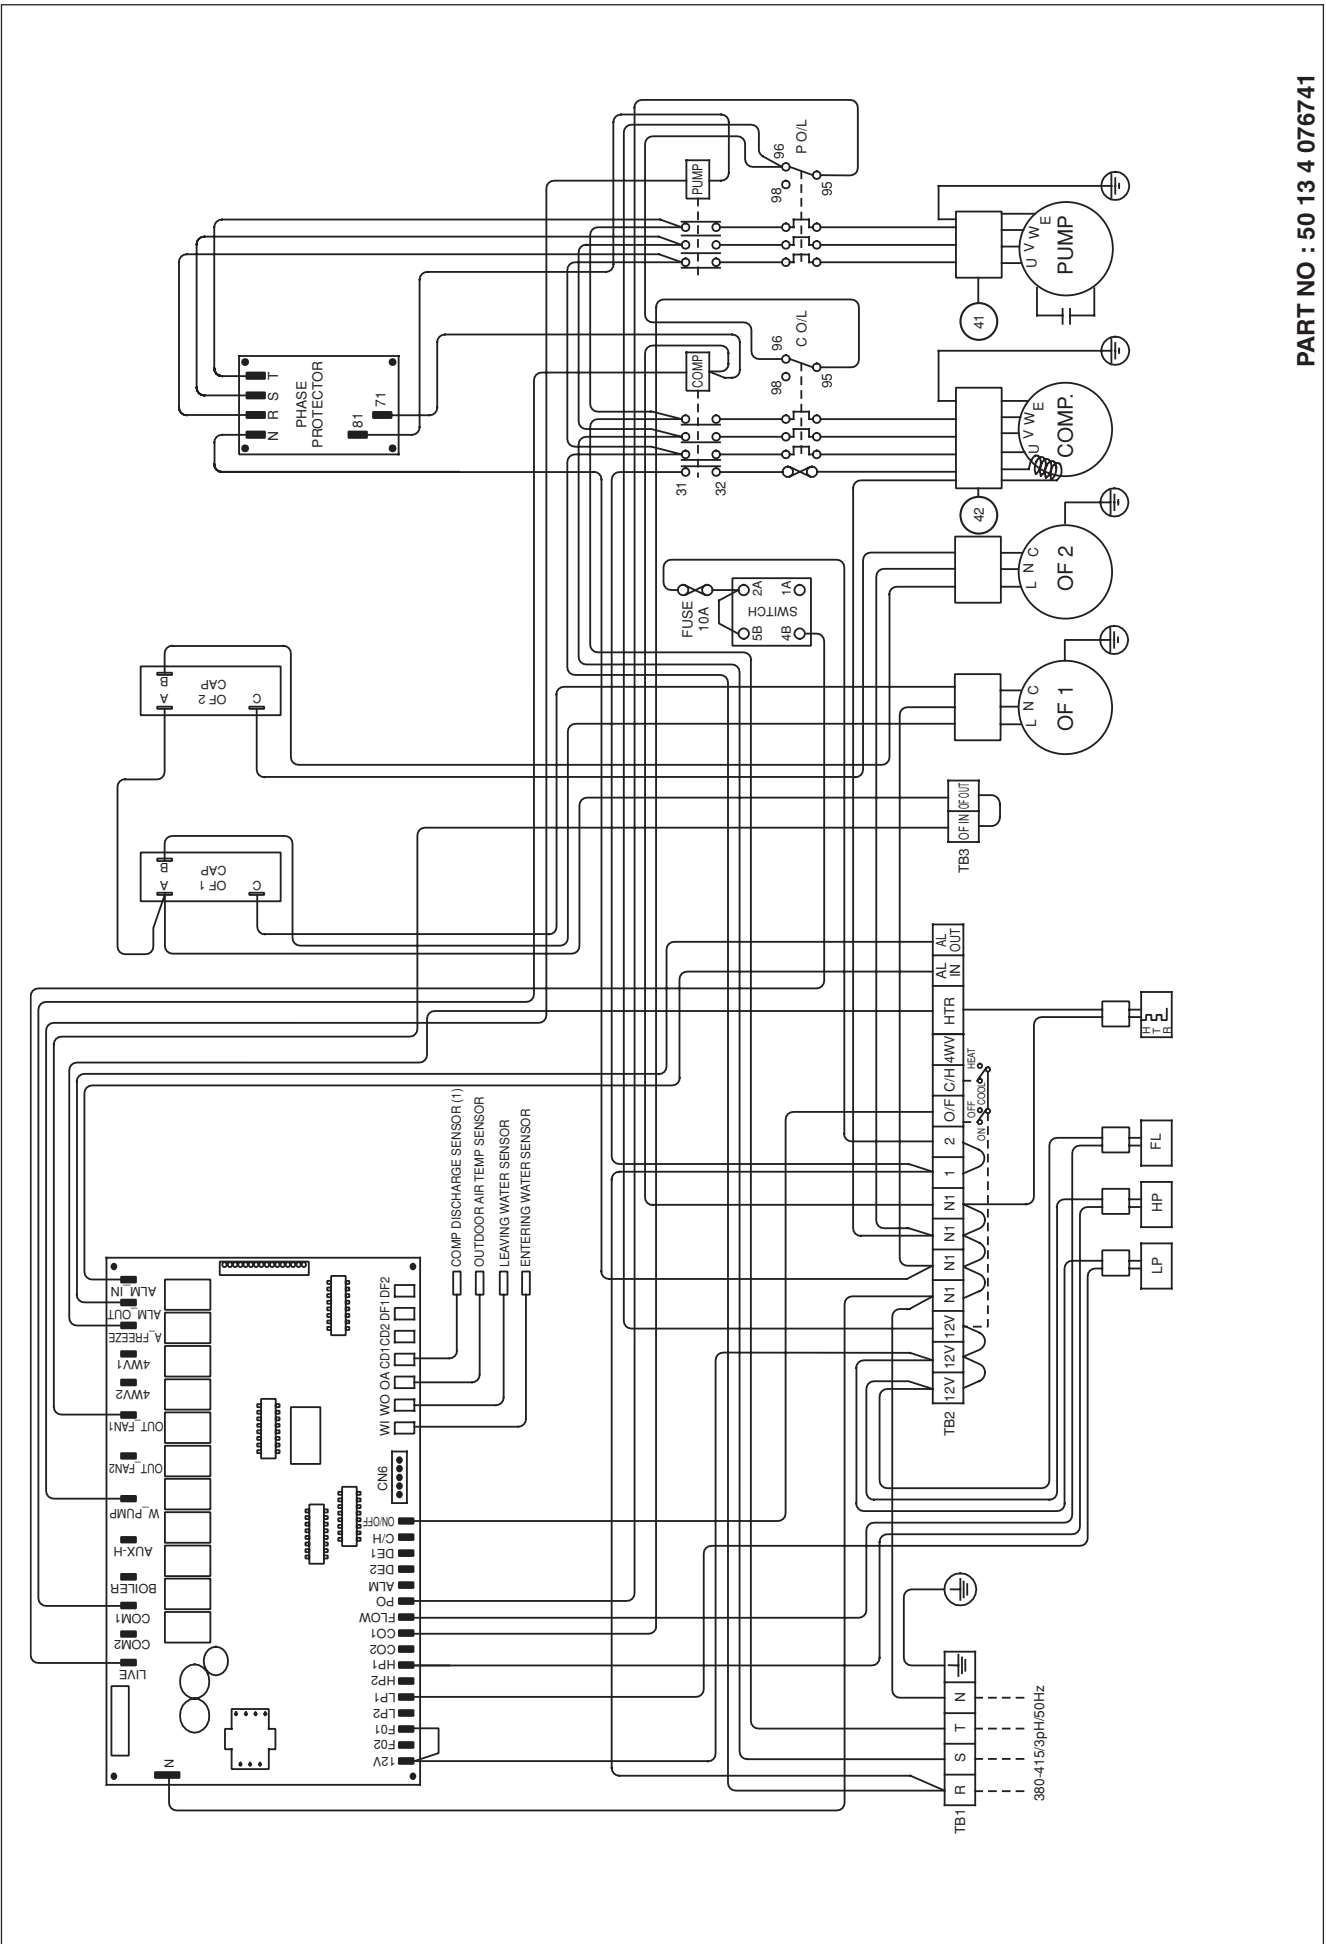 PART NO : 50 13 4 076741
P O/L
96
98
95
PUMP
C O/L
96
98
95
COMP
31
32
T
S
R
N
PHASE
PROTECTOR
81
71
41
U V W E
PUMP
42
U V W E
COMP.
L N C
OF 2
L N C
OF 1
FUSE
10A
2A
1A
SWITCH
5B
4B
B
A
OF 2
CAP
C
B
A
OF 1
CAP
C
TB3
OF IN
OF OUT
TB2
12V
12V
12V
N1
N1
N1
N1
1
2
O/F
C/H
4WV
HTR
AL
IN
AL
OUT
ON
OFF
COOL
HEAT
H
T
R
FL
HP
LP
COMP DISCHARGE SENSOR (1)
OUTDOOR AIR TEMP SENSOR
LEAVING WATER SENSOR
ENTERING WATER SENSOR
ALM_IN
ALM_OUT
A_FREEZE
4WV1
4WV2
OUT_FAN1
OUT_FAN2
W_PUMP
AUX-H
BOILER
COM1
COM2
LIVE
N
WI
WO
OA
CD1
CD2
DF1
DF2
CN6
ON/OFF
C/H
DE1
DE2
ALM
PO
FLOW
CO1
CO2
HP1
HP2
LP1
LP2
F01
F02
12V
TB1
R
S
T
N
380-415/3pH/50Hz